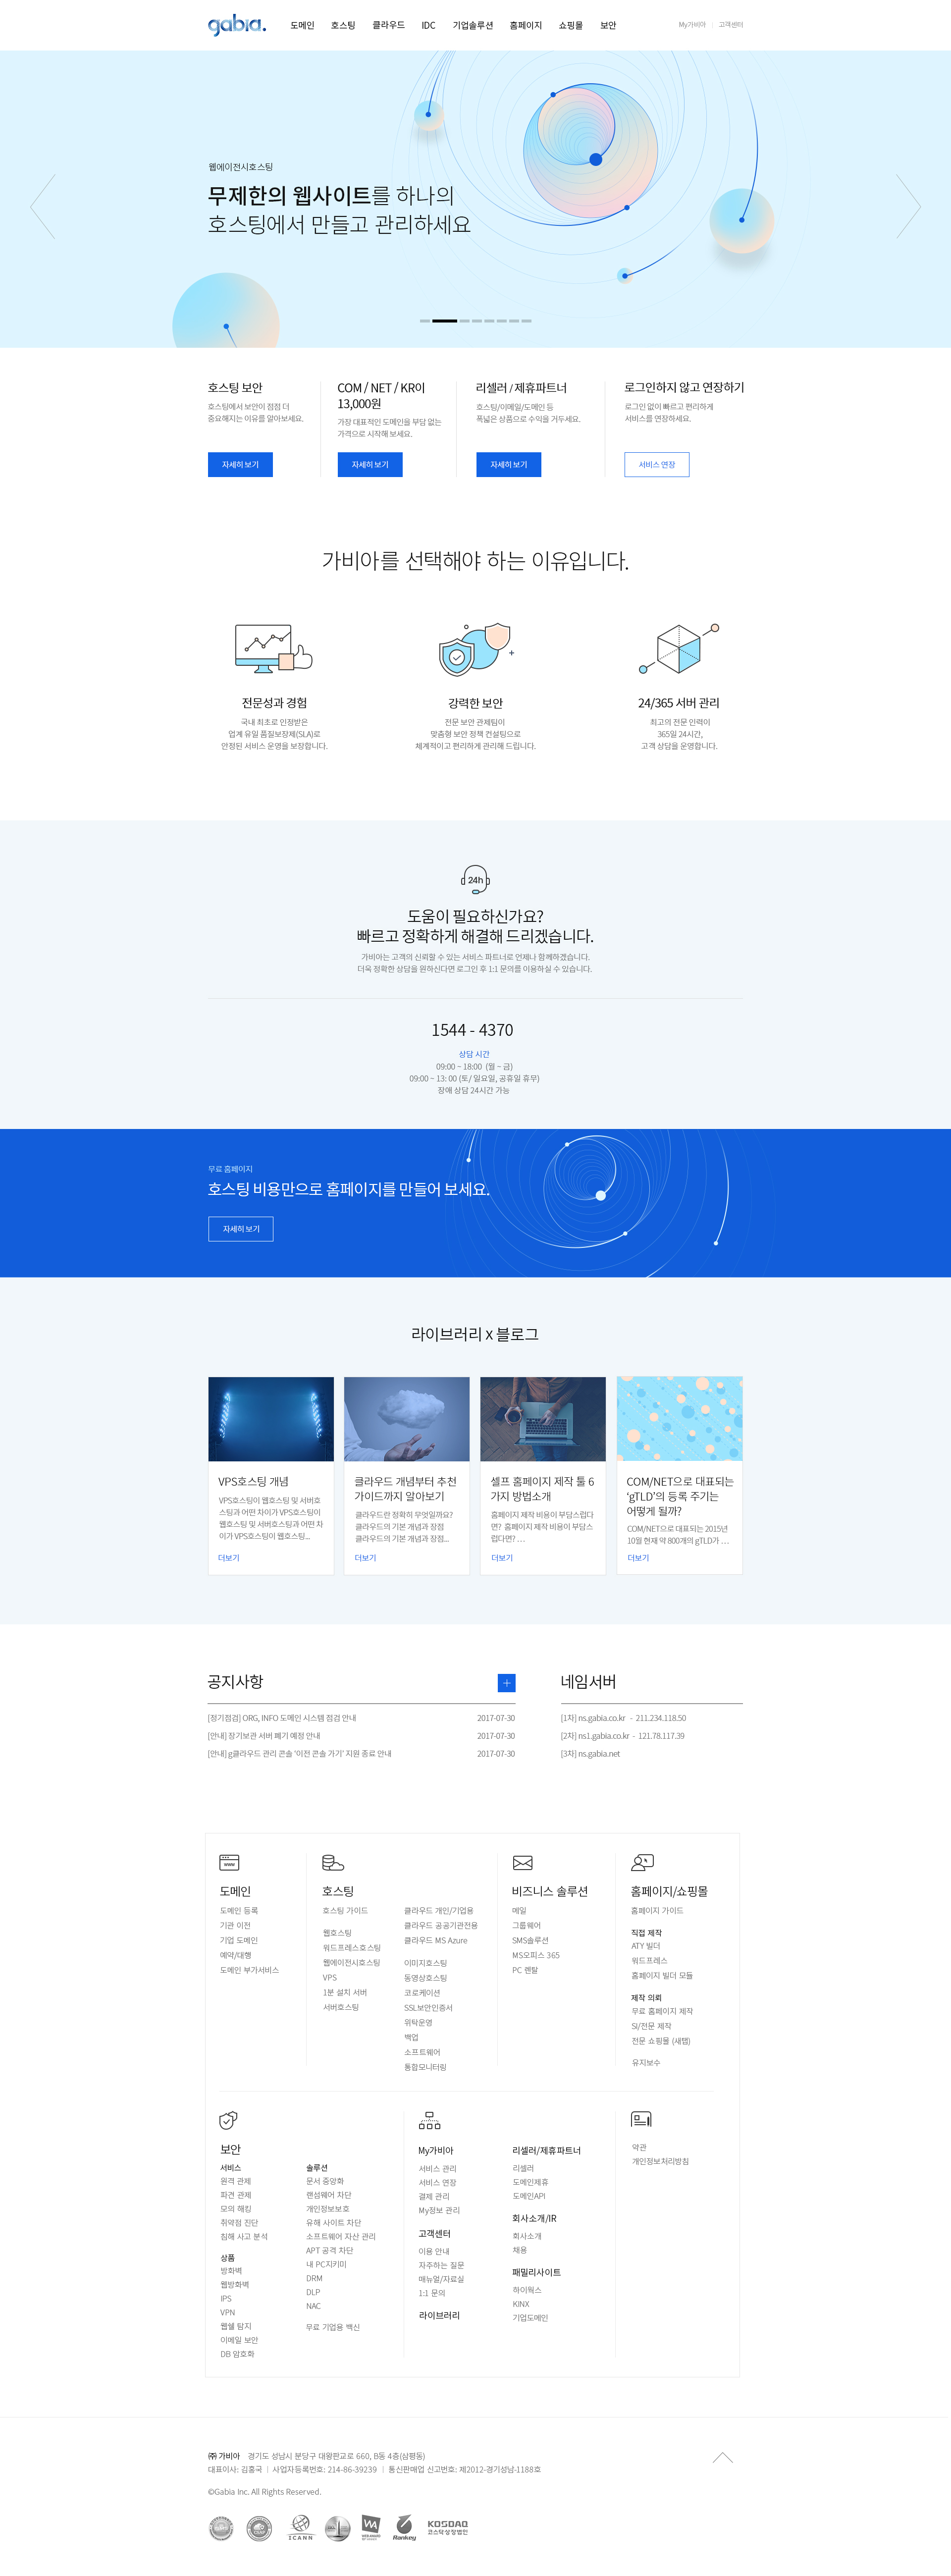 gabia.
도메인 호스팅 클라우드 IDC 기업솔루션 홈페이지 쇼핑몰 보안
My가비아 | 고객센터
웹에이전시호스팅
무제한의 웹사이트를 하나의
호스팅에서 만들고 관리하세요
호스팅 보안
호스팅에서 보안이 점점 더
중요해지는 이유를 알아보세요.
자세히 보기
COM / NET / KR이
13,000원
가장 대표적인 도메인을 부담 없는
가격으로 시작해 보세요.
자세히 보기
리셀러 / 제휴파트너
호스팅/이메일/도메인 등
폭넓은 상품으로 수익을 거두세요.
자세히 보기
로그인하지 않고 연장하기
로그인 없이 빠르고 편리하게
서비스를 연장하세요.
서비스 연장
가비아를 선택해야 하는 이유입니다.
전문성과 경험
국내 최초로 인정받은
업계 유일 품질보장제(SLA)로
안정된 서비스 운영을 보장합니다.
강력한 보안
전문 보안 관제팀이
맞춤형 보안 정책 컨설팅으로
체계적이고 편리하게 관리해 드립니다.
24/365 서버 관리
최고의 전문 인력이
365일 24시간,
고객 상담을 운영합니다.
24h
도움이 필요하신가요?
빠르고 정확하게 해결해 드리겠습니다.
가비아는 고객의 신뢰할 수 있는 서비스 파트너로 언제나 함께하겠습니다.
더욱 정확한 상담을 원하신다면 로그인 후 1:1 문의를 이용하실 수 있습니다.
1544 - 4370
상담 시간
09:00 ~ 18:00 (월 ~ 금)
09:00 ~ 13: 00 (토/ 일요일, 공휴일 휴무)
장애 상담 24시간 가능
무료 홈페이지
호스팅 비용만으로 홈페이지를 만들어 보세요.
자세히 보기
라이브러리 x 블로그
VPS호스팅 개념
VPS호스팅이 웹호스팅 및 서버호
스팅과 어떤 차이가 VPS호스팅이
웹호스팅 및 서버호스팅과 어떤 차
이가 VPS호스팅이 웹호스팅...
더보기
클라우드 개념부터 추천
가이드까지 알아보기
클라우드란 정확히 무엇일까요?
클라우드의 기본 개념과 장점
클라우드의 기본 개념과 장점...
더보기
셀프 홈페이지 제작 툴 6
가지 방법소개
홈페이지 제작 비용이 부담스럽다
면? 홈페이지 제작 비용이 부담스
럽다면? …
더보기
COM/NET으로 대표되는
‘gTLD’의 등록 주기는
어떻게 될까?
COM/NET으로 대표되는 2015년
10월 현재 약 800개의 gTLD가 …
더보기
공지사항
[정기점검] ORG, INFO 도메인 시스템 점검 안내 2017-07-30
[안내] 장기보관 서버 폐기 예정 안내 2017-07-30
[안내] g클라우드 관리 콘솔 '이전 콘솔 가기' 지원 종료 안내 2017-07-30
네임서버
[1차] ns.gabia.co.kr - 211.234.118.50
[2차] ns1.gabia.co.kr - 121.78.117.39
[3차] ns.gabia.net
www
도메인
도메인 등록
기관 이전
기업 도메인
예약/대행
도메인 부가서비스
호스팅
호스팅 가이드
웹호스팅
워드프레스호스팅
웹에이전시호스팅
VPS
1분 설치 서버
서버호스팅
클라우드 개인/기업용
클라우드 공공기관전용
클라우드 MS Azure
이미지호스팅
동영상호스팅
코로케이션
SSL보안인증서
위탁운영
백업
소프트웨어
통합모니터링
비즈니스 솔루션
메일
그룹웨어
SMS솔루션
MS오피스 365
PC 렌탈
홈페이지/쇼핑몰
홈페이지 가이드
직접 제작
ATY 빌더
워드프레스
홈페이지 빌더 모듈
제작 의뢰
무료 홈페이지 제작
SI/전문 제작
전문 쇼핑몰 (새탭)
유지보수
보안
서비스
원격 관제
파견 관제
모의 해킹
취약점 진단
침해 사고 분석
상품
방화벽
웹방화벽
IPS
VPN
웹쉘 탐지
이메일 보안
DB 암호화
솔루션
문서 중앙화
랜섬웨어 차단
개인정보보호
유해 사이트 차단
소프트웨어 자산 관리
APT 공격 차단
내 PC지키미
DRM
DLP
NAC
무료 기업용 백신
My가비아
서비스 관리
서비스 연장
결제 관리
My정보 관리
고객센터
이용 안내
자주하는 질문
매뉴얼/자료실
1:1 문의
라이브러리
리셀러/제휴파트너
리셀러
도메인제휴
도메인API
회사소개/IR
회사소개
채용
패밀리사이트
하이웍스
KINX
기업도메인
약관
개인정보처리방침
㈜ 가비아 경기도 성남시 분당구 대왕판교로 660, B동 4층(삼평동)
대표이사: 김홍국 | 사업자등록번호: 214-86-39239 | 통신판매업 신고번호: 제2012-경기성남-1188호
©Gabia Inc. All Rights Reserved.
ICANN
WA
Rankey
KOSDAQ
코스닥상장법인